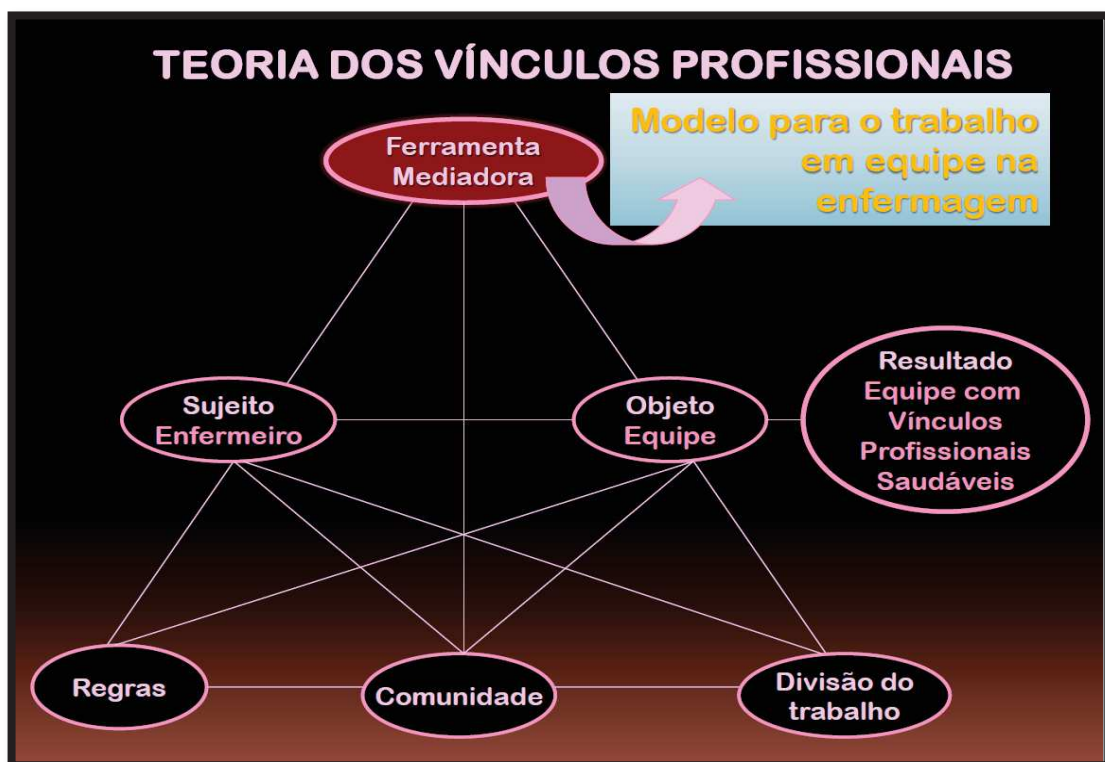 TEORIA DOS VÍNCULOS PROFISSIONAIS
Ferramenta
Mediadora
Modelo para o trabalho
em equipe na
enfermagem
Sujeito
Enfermeiro
Objeto
Equipe
Resultado
Equipe com
Vínculos
Profissionais
Saudáveis
Regras
Comunidade
Divisão do
trabalho